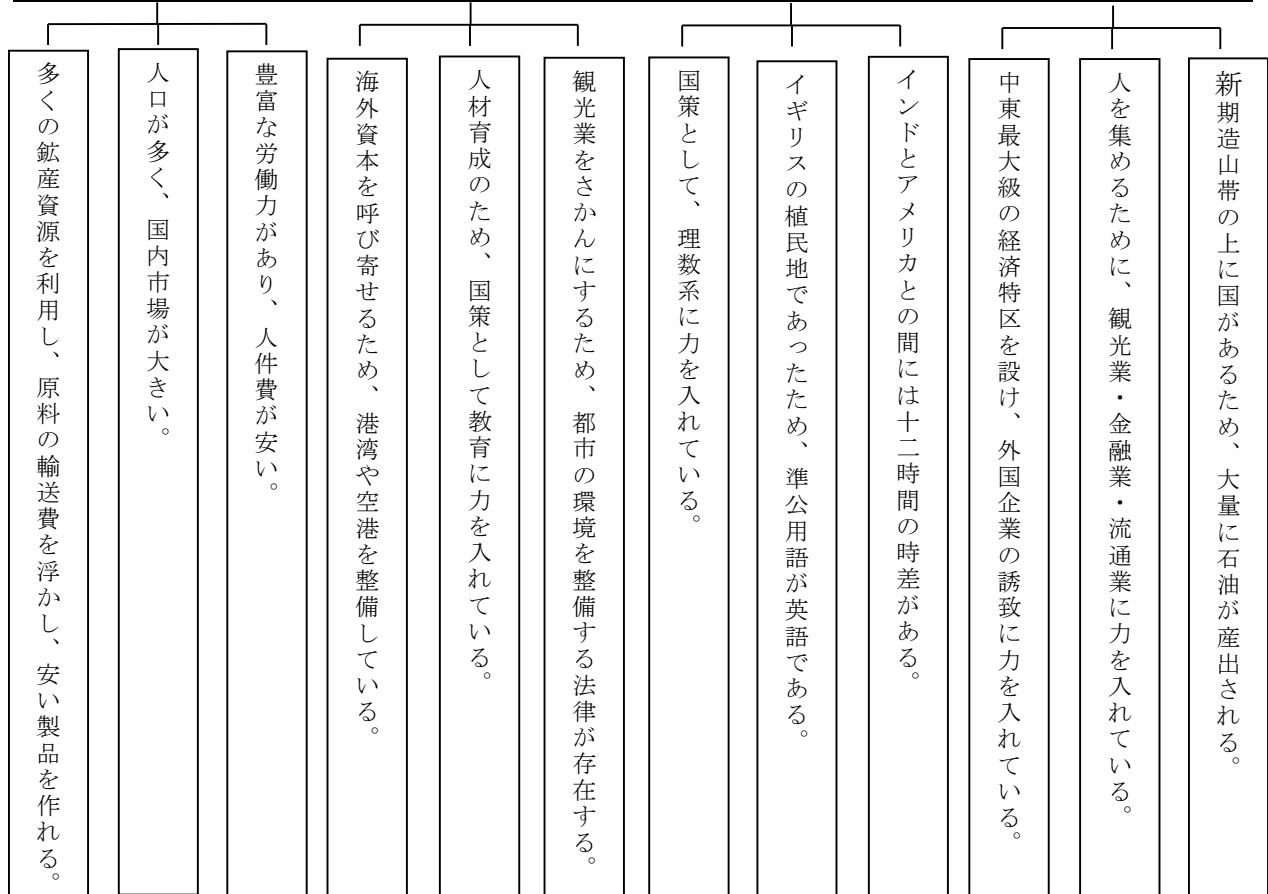 新期造山帯の上に国があるため、大量に石油が産出される。
人を集めるために、観光業・金融業・流通業に力を入れている。
中東最大級の経済特区を設け、外国企業の誘致に力を入れている。
インドとアメリカとの間には十二時間の時差がある。
イギリスの植民地であったため、準公用語が英語である。
国策として、理数系に力を入れている。
観光業をさかんにするため、都市の環境を整備する法律が存在する。
人材育成のため、国策として教育に力を入れている。
海外資本を呼び寄せるため、港湾や空港を整備している。
豊富な労働力があり、人件費が安い。
人口が多く、国内市場が大きい。
多くの鉱産資源を利用し、原料の輸送費を浮かし、安い製品を作れる。